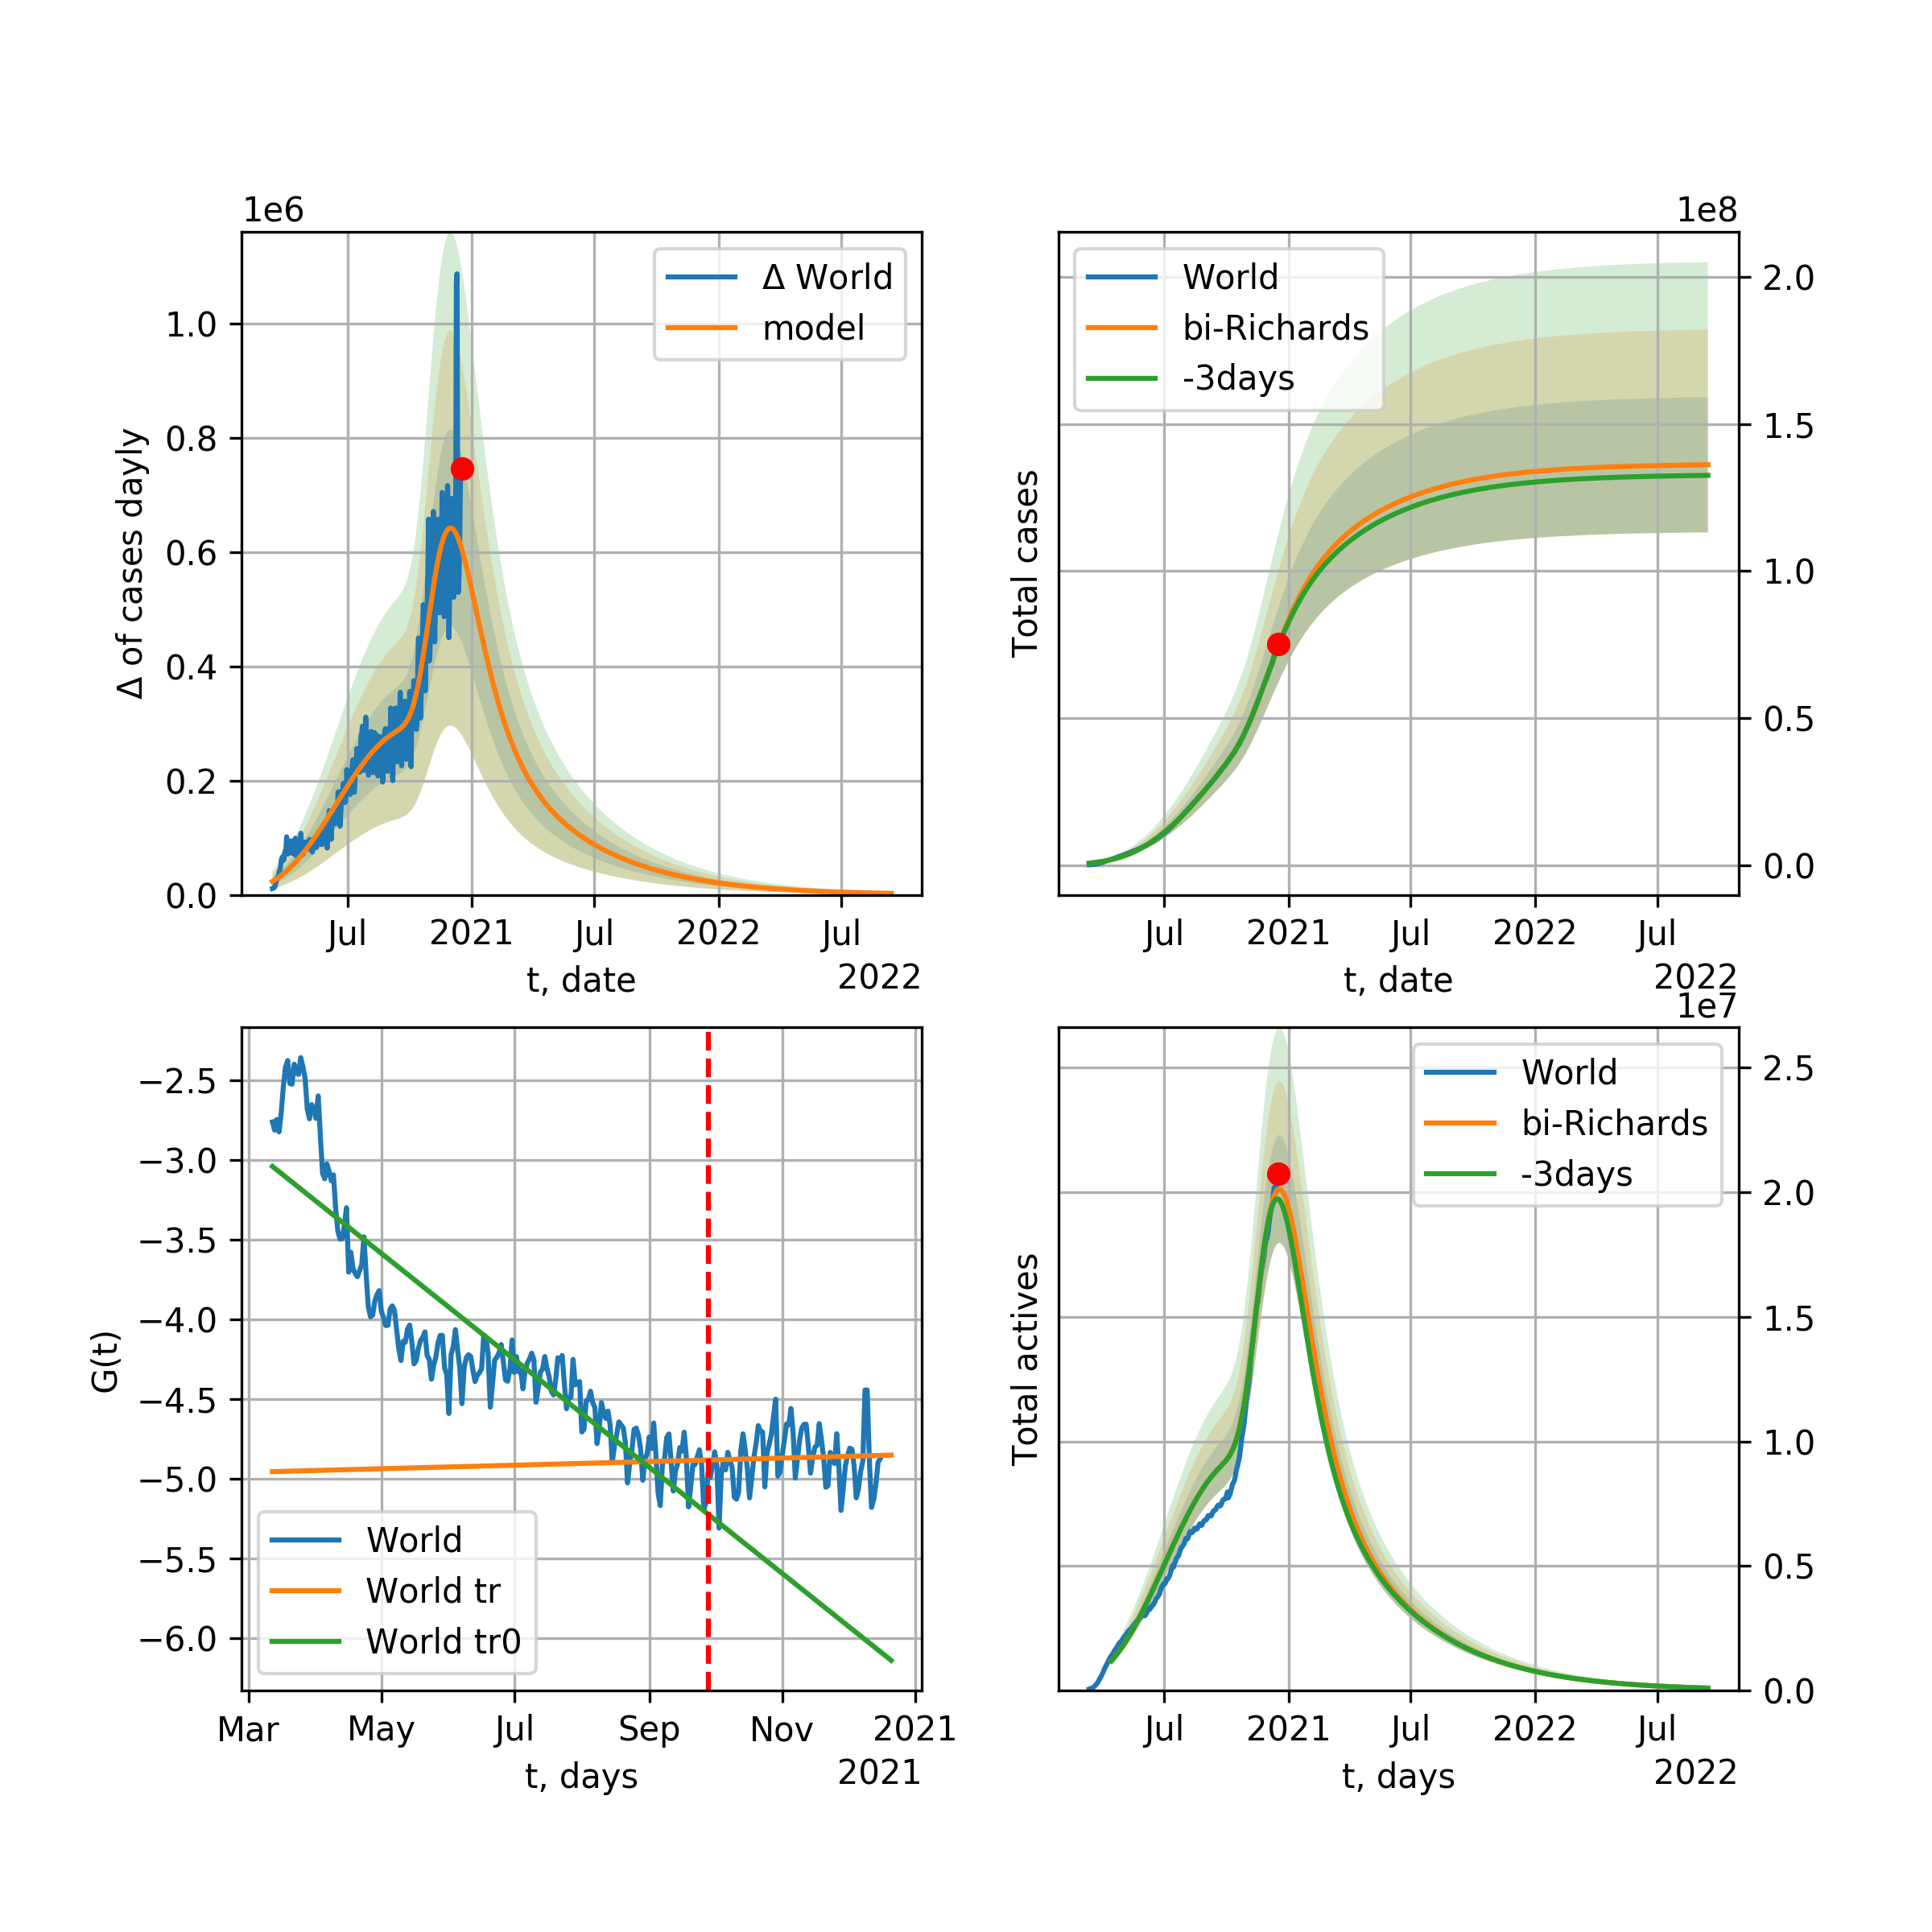 1e6
Δ of cases dayly
1.0
0.8
0.6
0.4
0.2
0.0
Δ World
model
Jul 2021 Jul 2022 Jul
t, date
2022
1e8
Total cases
World
bi-Richards
-3days
2.0
1.5
1.0
0.5
0.0
Jul 2021 Jul 2022 Jul
t, date
2022
G(t)
−2.5
−3.0
−3.5
−4.0
−4.5
−5.0
−5.5
−6.0
World
World tr
World tr0
Mar May Jul Sep Nov 2021
t, days
2021
1e7
Total actives
World
bi-Richards
-3days
2.5
2.0
1.5
1.0
0.5
0.0
Jul 2021 Jul 2022 Jul
t, days
2022